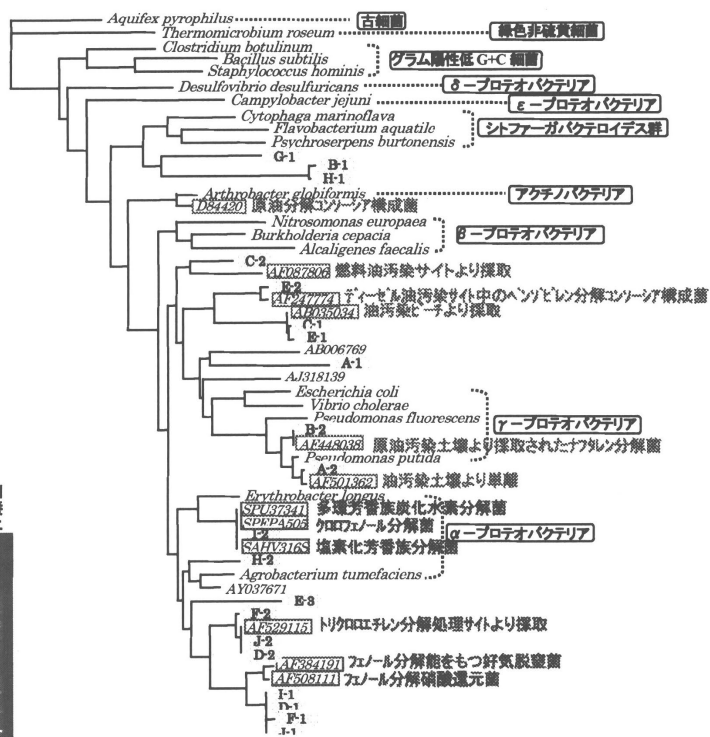 Aquifex pyrophilus 古細菌
Thermomicrobium roseum 緑色非硫黄細菌
Clostridium botulinum
Bacillus subtilis グラム陽性低 G+C 細菌
Staphylococcus hominis
Desulfovibrio desulfuricans δ－プロテオバクテリア
Campylobacter jejuni ε－プロテオバクテリア
Cytophaga marinoflava
Flavobacterium aquatile シトファーガバクテロイデス群
Psychroserpens burtonensis
G-1
B-1
H-1
Arthrobacter globiformis アクチノバクテリア
D84420 原油分解コンソーシア構成菌
Nitrosomonas europaea
Burkholderia cepacia β－プロテオバクテリア
Alcaligenes faecalis
C-2
AF087806 燃料油汚染サイトより採取
E-2
AF247774 ディーゼル油汚染サイト中のベンゾピレン分解コンソーシア構成菌
AB035034 油汚染ビーチより採取
C-1
E-1
AB006769
A-1
AJ318139
Escherichia coli
Vibrio cholerae
Pseudomonas fluorescens γ－プロテオバクテリア
B-2
AF448038 原油汚染土壌より採取されたナフタレン分解菌
Pseudomonas putida
A-2
AF501362 油汚染土壌より単離
Erythrobacter longus
SPU37341 多環芳香族炭化水素分解菌
SPEPA505 クロロフェノール分解菌
I-2 α－プロテオバクテリア
SAHV316S 塩素化芳香族分解菌
H-2
Agrobacterium tumefaciens
AY037671
E-3
F-2
AF529115 トリクロロエチレン分解処理サイトより採取
J-2
D-2
AF384191 フェノール分解能をもつ好気脱窒菌
AF508111 フェノール分解硝酸還元菌
I-1
D-1
F-1
J-1